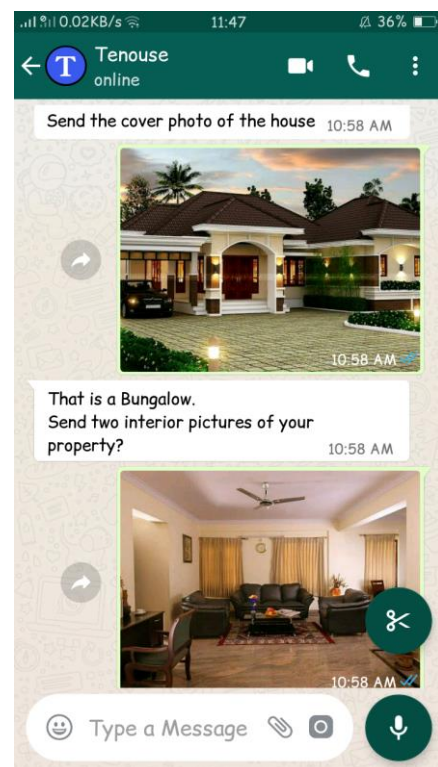 0.02KB/s 11:47 36%
T Tenouse
online
Send the cover photo of the house 10:58 AM
10:58 AM
That is a Bungalow.
Send two interior pictures of your
property? 10:58 AM
10:58 AM
Type a Message